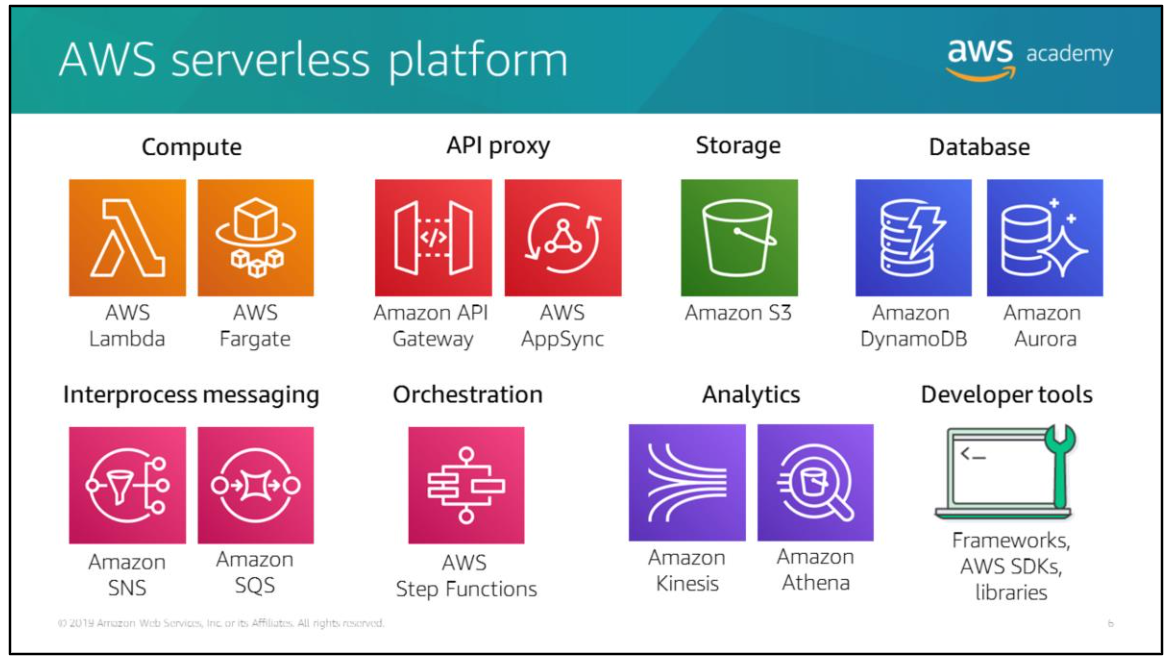 AWS serverless platform
aws academy
Compute
API proxy
Storage
Database
</>
AWS
Lambda
AWS
Fargate
Amazon API
Gateway
AWS
AppSync
Amazon S3
Amazon
DynamoDB
Amazon
Aurora
Interprocess messaging
Orchestration
Analytics
Developer tools
<_
Amazon
SNS
Amazon
SQS
AWS
Step Functions
Amazon
Kinesis
Amazon
Athena
Frameworks,
AWS SDKs,
libraries
© 2019 Amazon Web Services, Inc. or its Affiliates. All rights reserved.
6